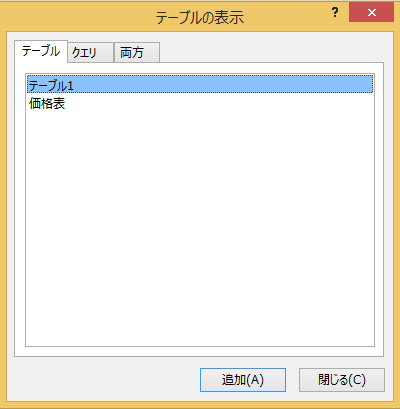 テーブルの表示
?
テーブル クエリ 両方
テーブル1
価格表
追加(A) 閉じる(C)